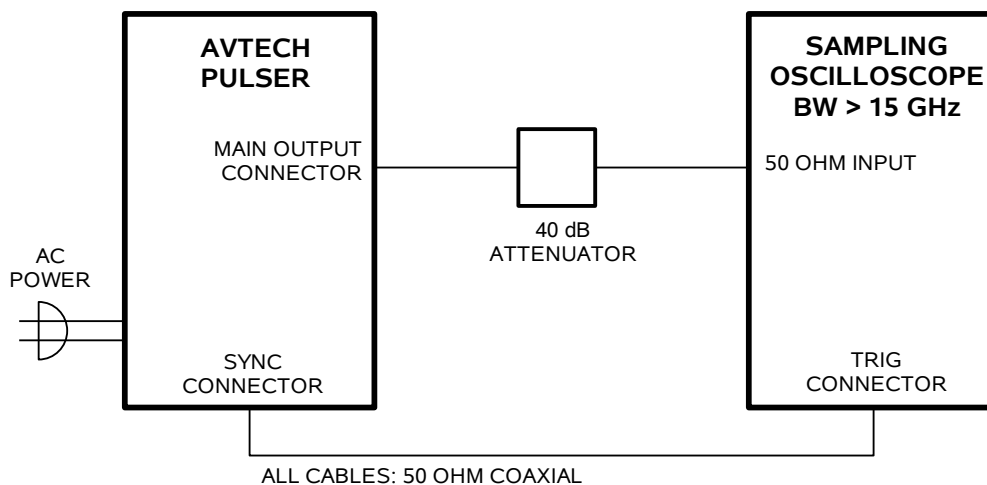 AVTECH
PULSER
MAIN OUTPUT
CONNECTOR
AC
POWER
SYNC
CONNECTOR
40 dB
ATTENUATOR
SAMPLING
OSCILLOSCOPE
BW > 15 GHz
50 OHM INPUT
TRIG
CONNECTOR
ALL CABLES: 50 OHM COAXIAL